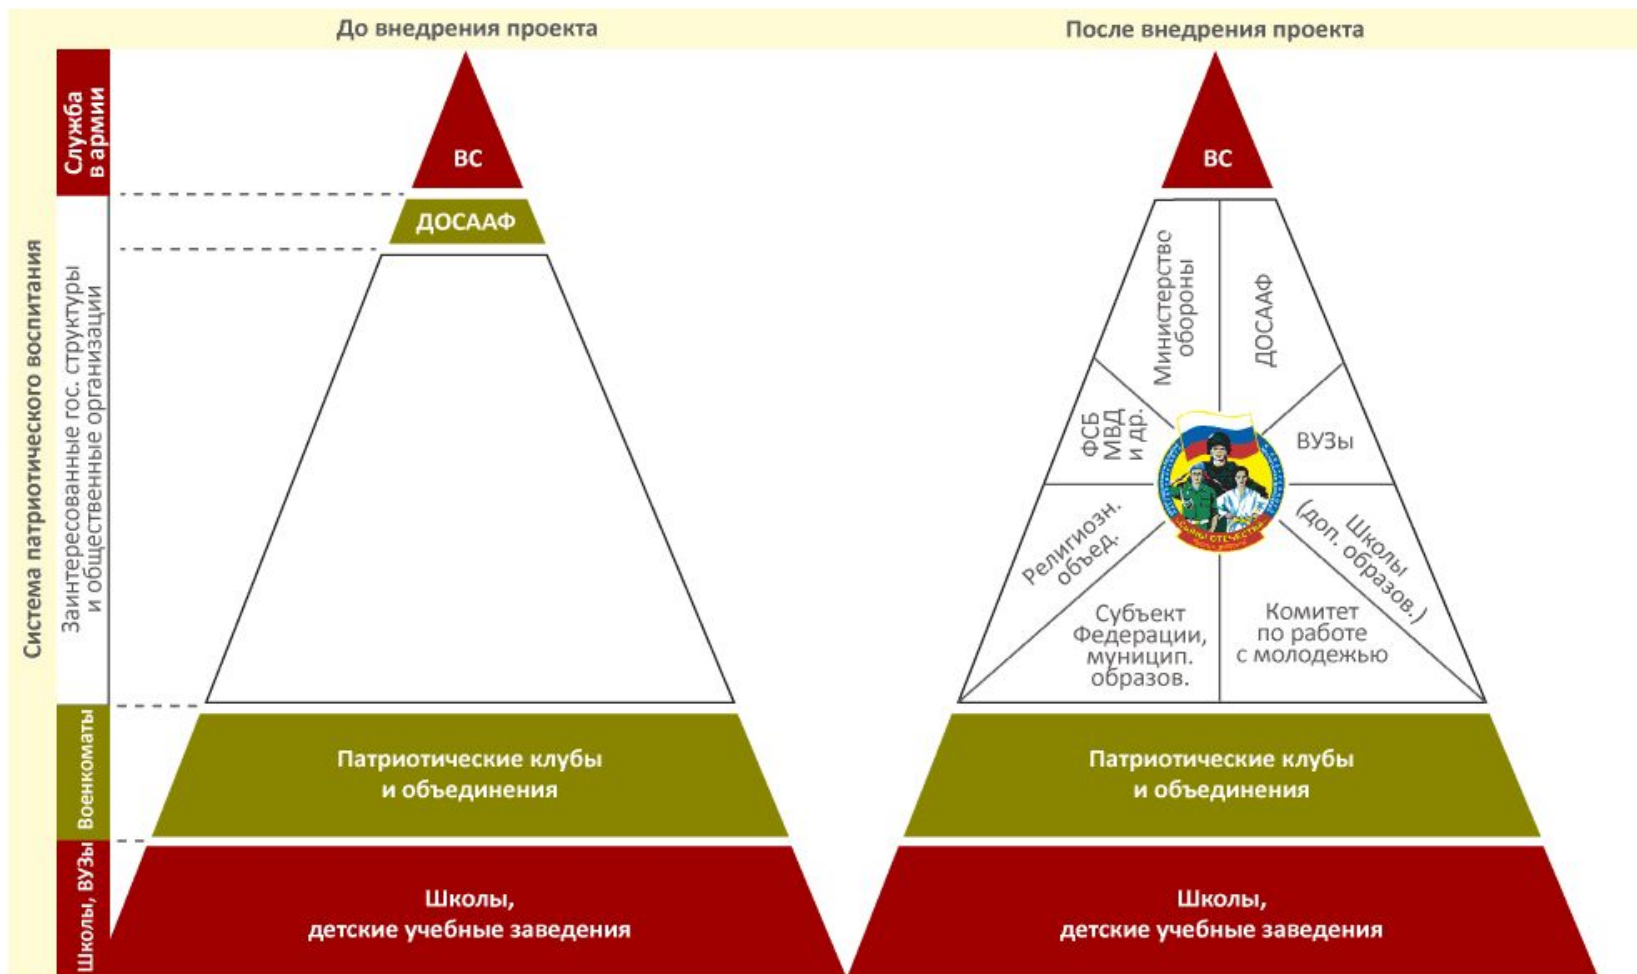 До внедрения проекта
После внедрения проекта
Система патриотического воспитания
Служба
в армии
Заинтересованные гос. структуры
и общественные организации
Военкоматы
Школы, ВУЗы
ВС
ДОСААФ
Патриотические клубы
и объединения
Школы,
детские учебные заведения
ВС
Министерство
обороны
ДОСААФ
ФСБ
МВД
и др.
ВУЗы
Религиозн.
объед.
Школы
(доп. образов.)
Субъект
Федерации,
муницип.
образов.
Комитет
по работе
с молодежью
СЫНЫ ОТЕЧЕСТВА
Патриотические клубы
и объединения
Школы,
детские учебные заведения